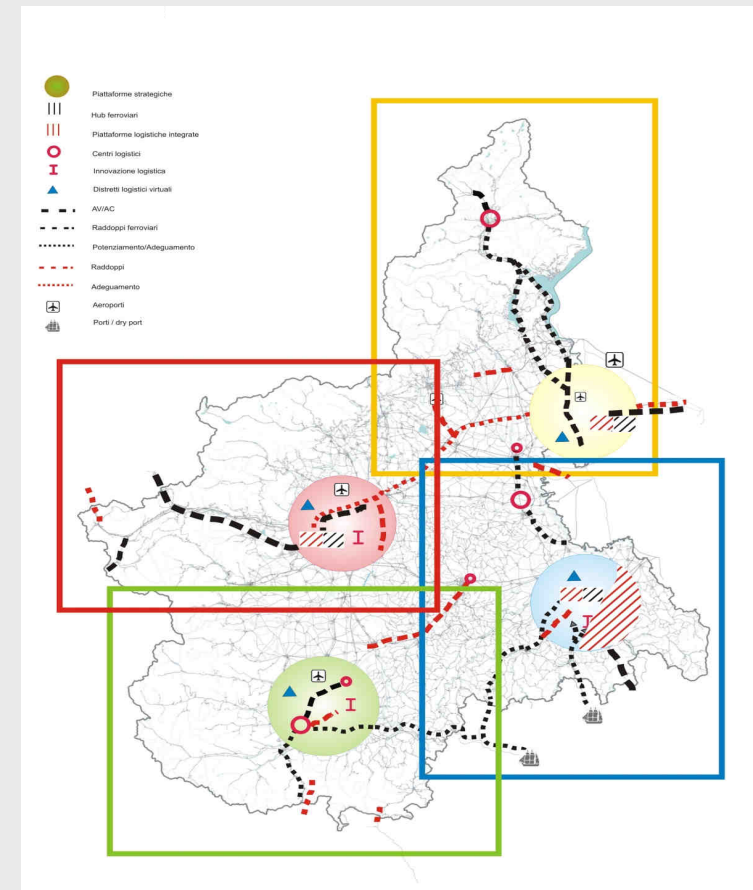 Piattaforme strategiche
Hub ferroviari
Piattaforme logistiche integrate
Centri logistici
Innovazione logistica
Distretti logistici virtuali
AV/AC
Raddoppi ferroviari
Potenziamento/Adeguamento
Raddoppi
Adeguamento
Aeroporti
Porti / dry port